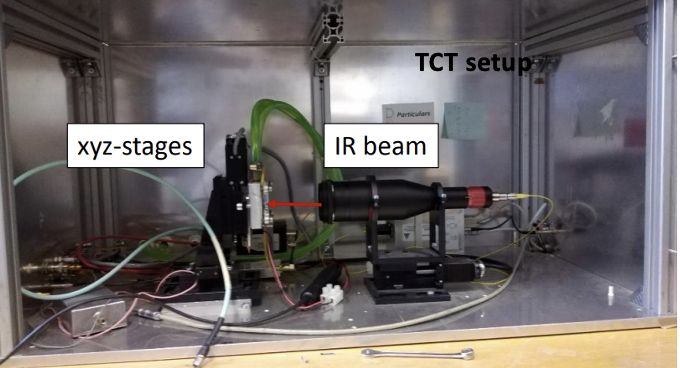 TCT setup
Particulars
xyz-stages
IR beam